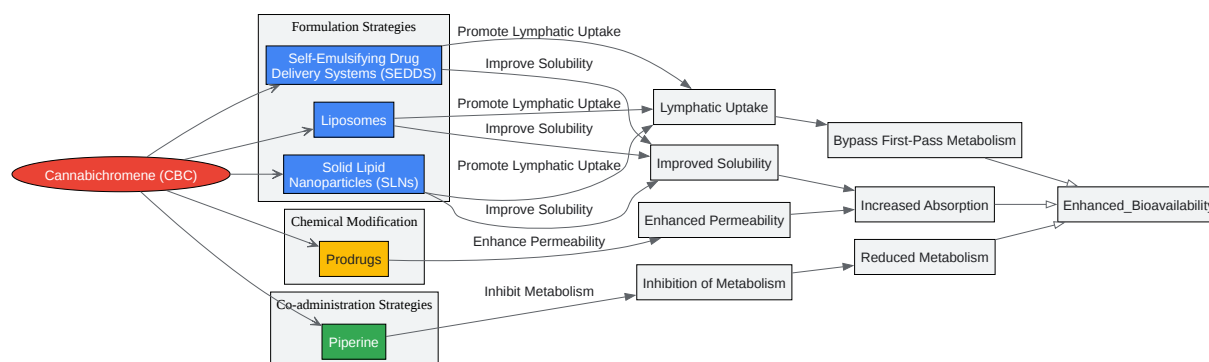 Formulation Strategies
Self-Emulsifying Drug
Delivery Systems (SEDDS)
Promote Lymphatic Uptake
Improve Solubility
Liposomes
Promote Lymphatic Uptake
Improve Solubility
Lymphatic Uptake
Bypass First-Pass Metabolism
Cannabichromene (CBC)
Solid Lipid
Nanoparticles (SLNs)
Promote Lymphatic Uptake
Improve Solubility
Improved Solubility
Increased Absorption
Enhanced_Bioavailability
Chemical Modification
Prodrugs
Enhance Permeability
Enhanced Permeability
Reduced Metabolism
Co-administration Strategies
Piperine
Inhibit Metabolism
Inhibition of Metabolism